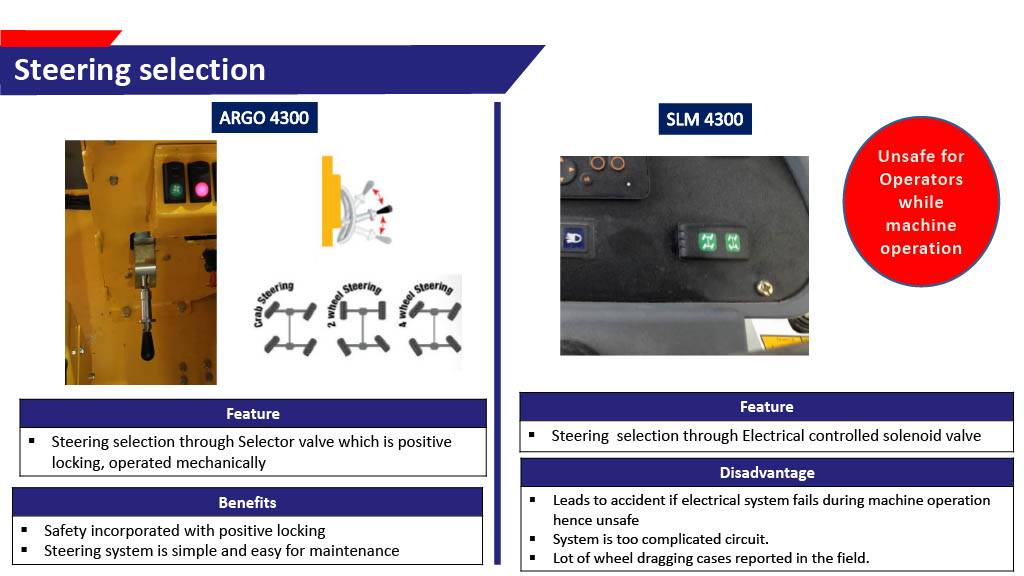 Steering selection
ARGO 4300
Crab Steering
2 wheel Steering
4 wheel Steering
Feature
▪ Steering selection through Selector valve which is positive
locking, operated mechanically
Benefits
▪ Safety incorporated with positive locking
▪ Steering system is simple and easy for maintenance
SLM 4300
Unsafe for
Operators
while
machine
operation
Feature
▪ Steering selection through Electrical controlled solenoid valve
Disadvantage
▪ Leads to accident if electrical system fails during machine operation
hence unsafe
▪ System is too complicated circuit.
▪ Lot of wheel dragging cases reported in the field.